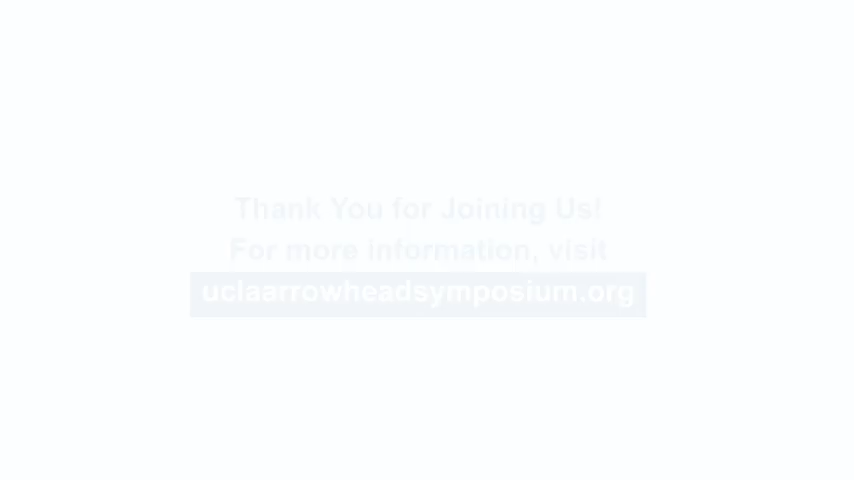 Thank You for Joining Us!
For more information, visit
uclaarrowheadsymposium.org